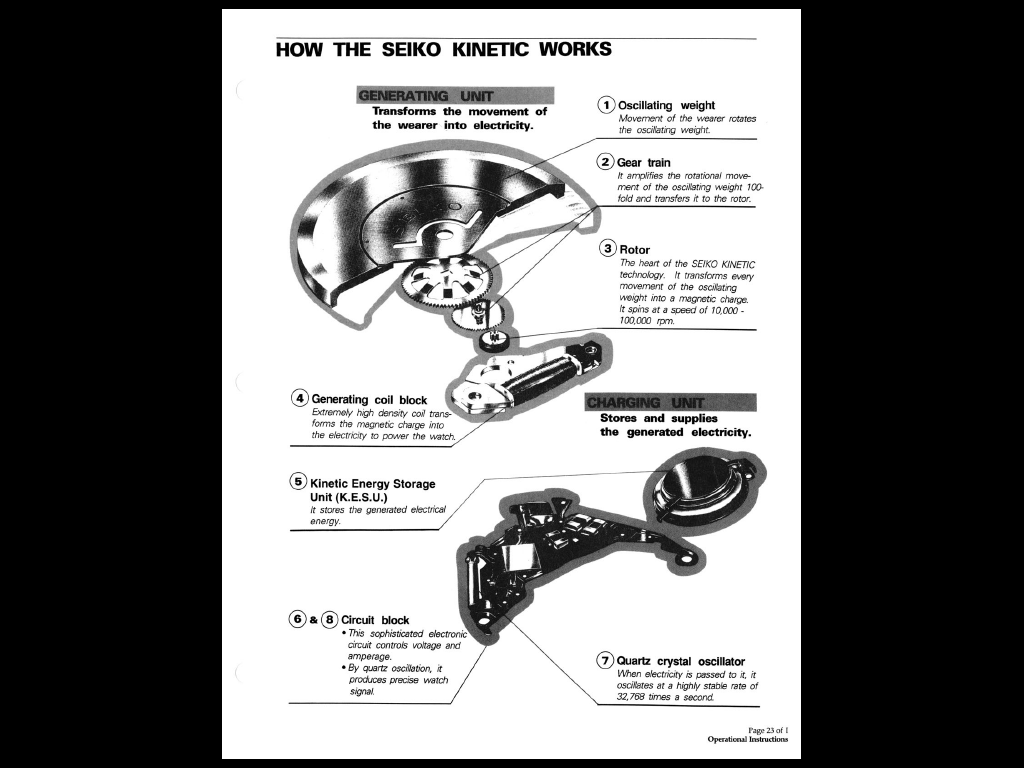 HOW THE SEIKO KINETIC WORKS
GENERATING UNIT
Transforms the movement of
the wearer into electricity.
1 Oscillating weight
Movement of the wearer rotates
the oscillating weight.
2 Gear train
It amplifies the rotational move-
ment of the oscillating weight 100-
fold and transfers it to the rotor.
3 Rotor
The heart of the SEIKO KINETIC
technology. It transforms every
movement of the oscillating
weight into a magnetic charge.
It spins at a speed of 10,000 -
100,000 rpm.
4 Generating coil block
Extremely high density coil trans-
forms the magnetic charge into
the electricity to power the watch.
CHARGING UNIT
Stores and supplies
the generated electricity.
5 Kinetic Energy Storage
Unit (K.E.S.U.)
It stores the generated electrical
energy.
6 & 8 Circuit block
• This sophisticated electronic
circuit controls voltage and
amperage.
• By quartz oscillation, it
produces precise watch
signal.
7 Quartz crystal oscillator
When electricity is passed to it, it
oscillates at a highly stable rate of
32,768 times a second.
Page 23 of I
Operational Instructions